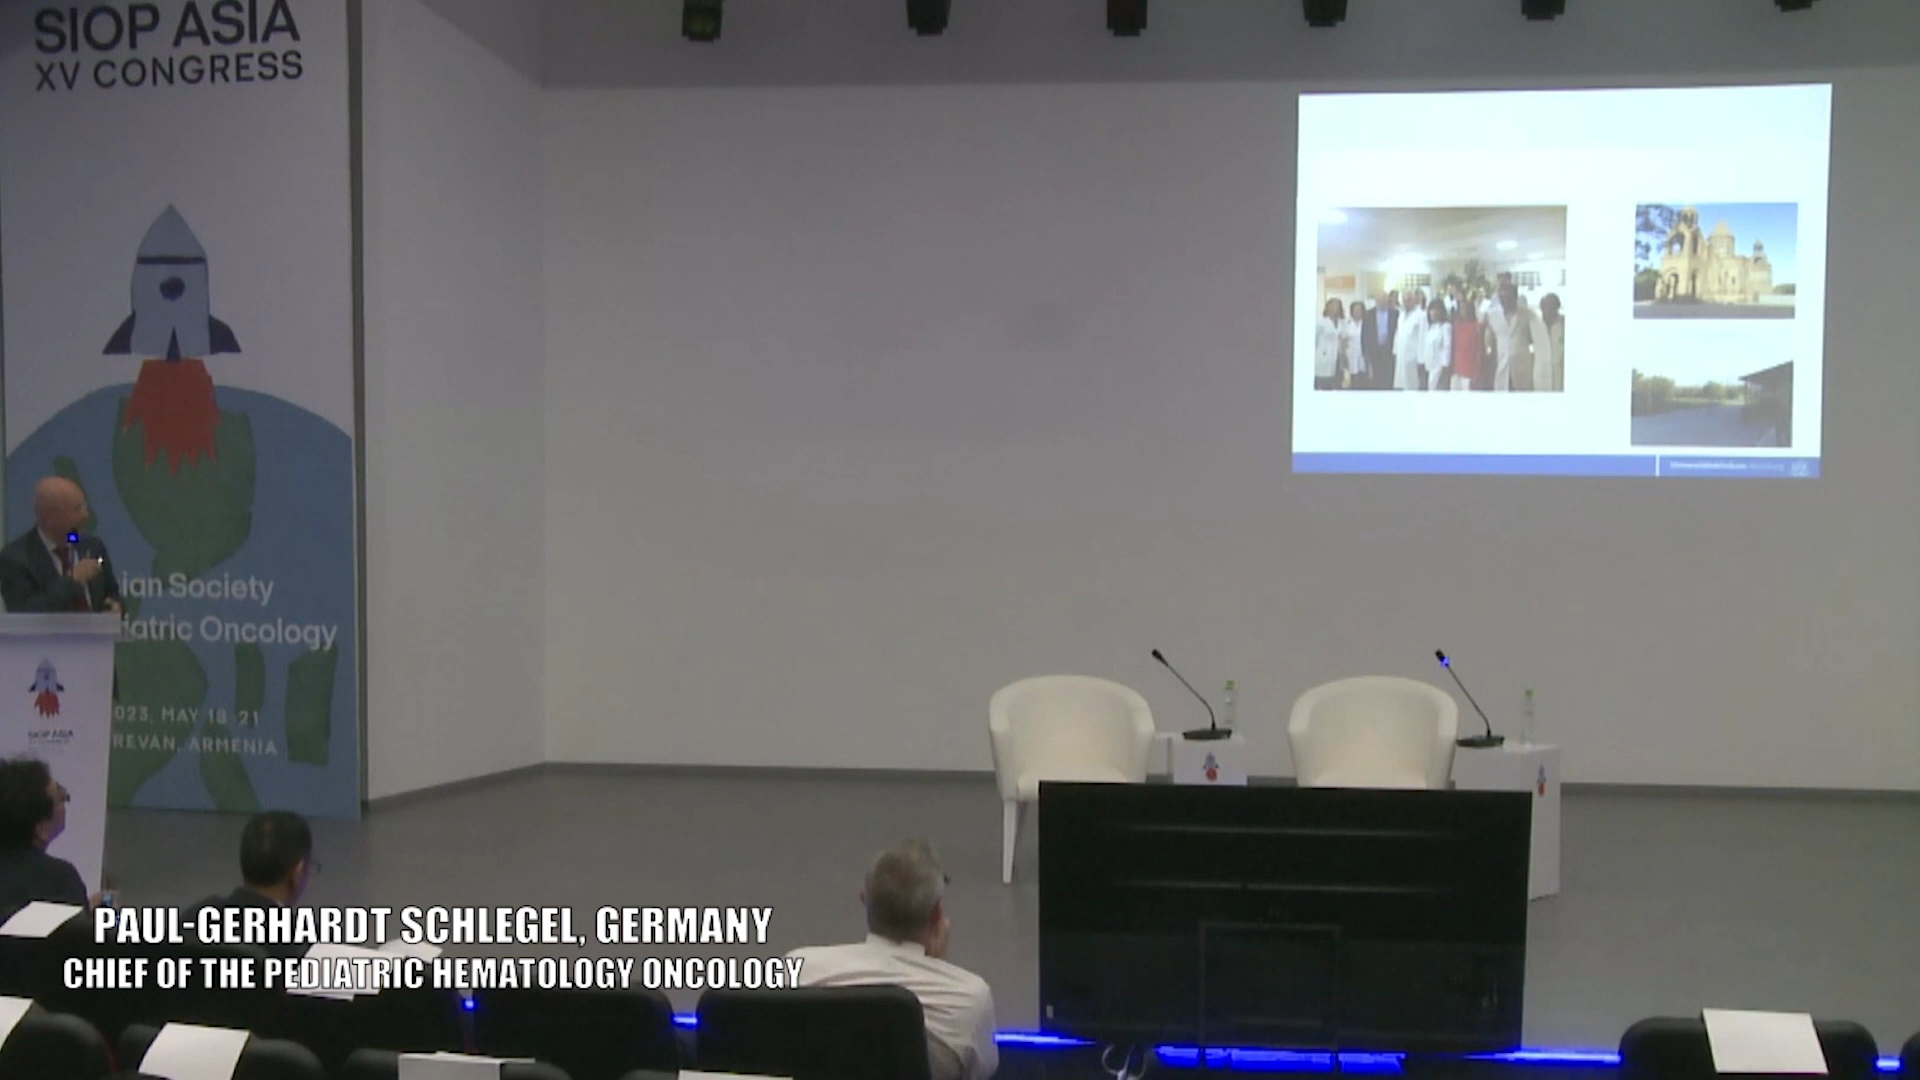 SIOP ASIA
XV CONGRESS
ian Society
iatric Oncology
023, MAY 18-21
REVAN, ARMENIA
SIOP ASIA
PAUL-GERHARDT SCHLEGEL, GERMANY
CHIEF OF THE PEDIATRIC HEMATOLOGY ONCOLOGY